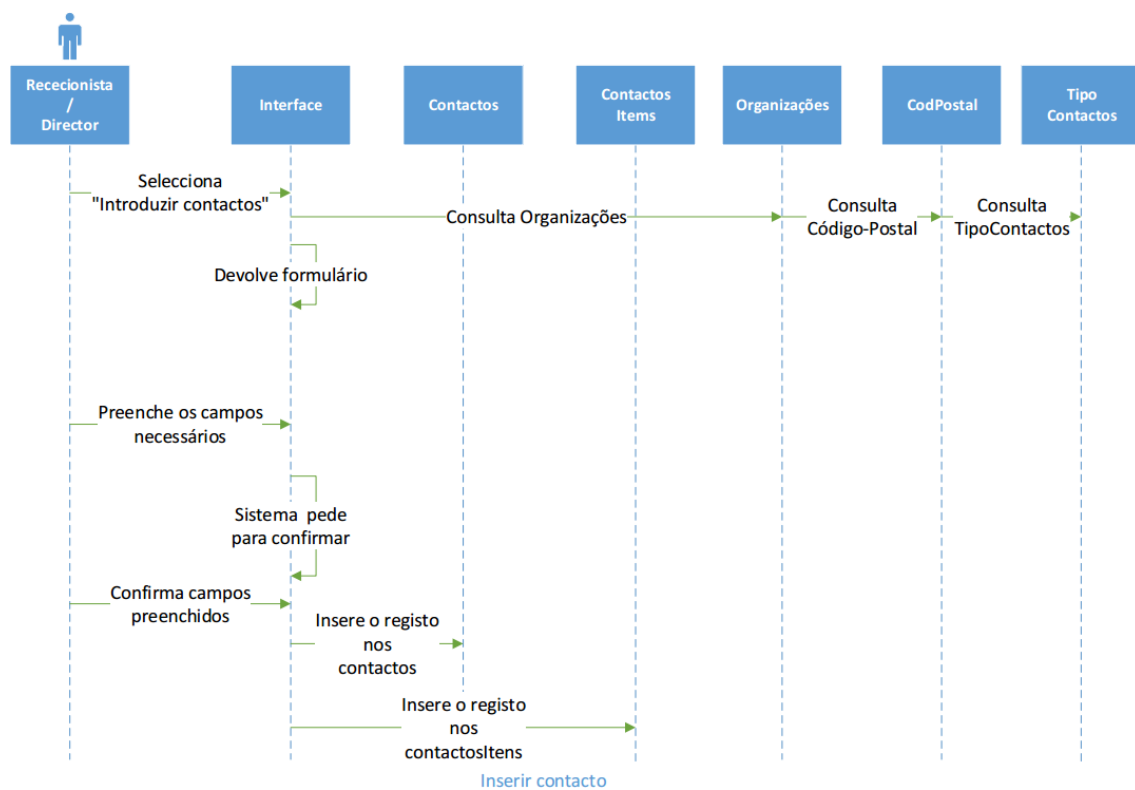 Rececionista
/
Director
Interface
Contactos
Contactos
Items
Organizações
CodPostal
Tipo
Contactos
Selecciona
"Introduzir contactos"
Consulta Organizações
Consulta
Código-Postal
Consulta
TipoContactos
Devolve formulário
Preenche os campos
necessários
Sistema pede
para confirmar
Confirma campos
preenchidos
Insere o registo
nos
contactos
Insere o registo
nos
contactosItens
Inserir contacto